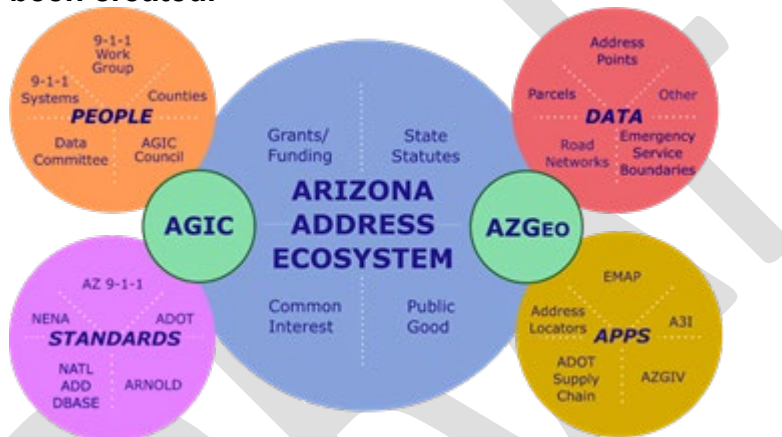 9-1-1
Work
Group
9-1-1
Systems
Counties
PEOPLE
Data
Committee
AGIC
Council
Address
Points
Parcels
Other
DATA
Road
Networks
Emergency
Service
Boundaries
Grants/
Funding
State
Statutes
ARIZONA
ADDRESS
ECOSYSTEM
AGIC
AZGEO
Common
Interest
Public
Good
AZ 9-1-1
NENA
ADOT
STANDARDS
NATL
ADD
DBASE
ARNOLD
EMAP
Address
Locators
A3I
APPS
ADOT
Supply
Chain
AZGIV